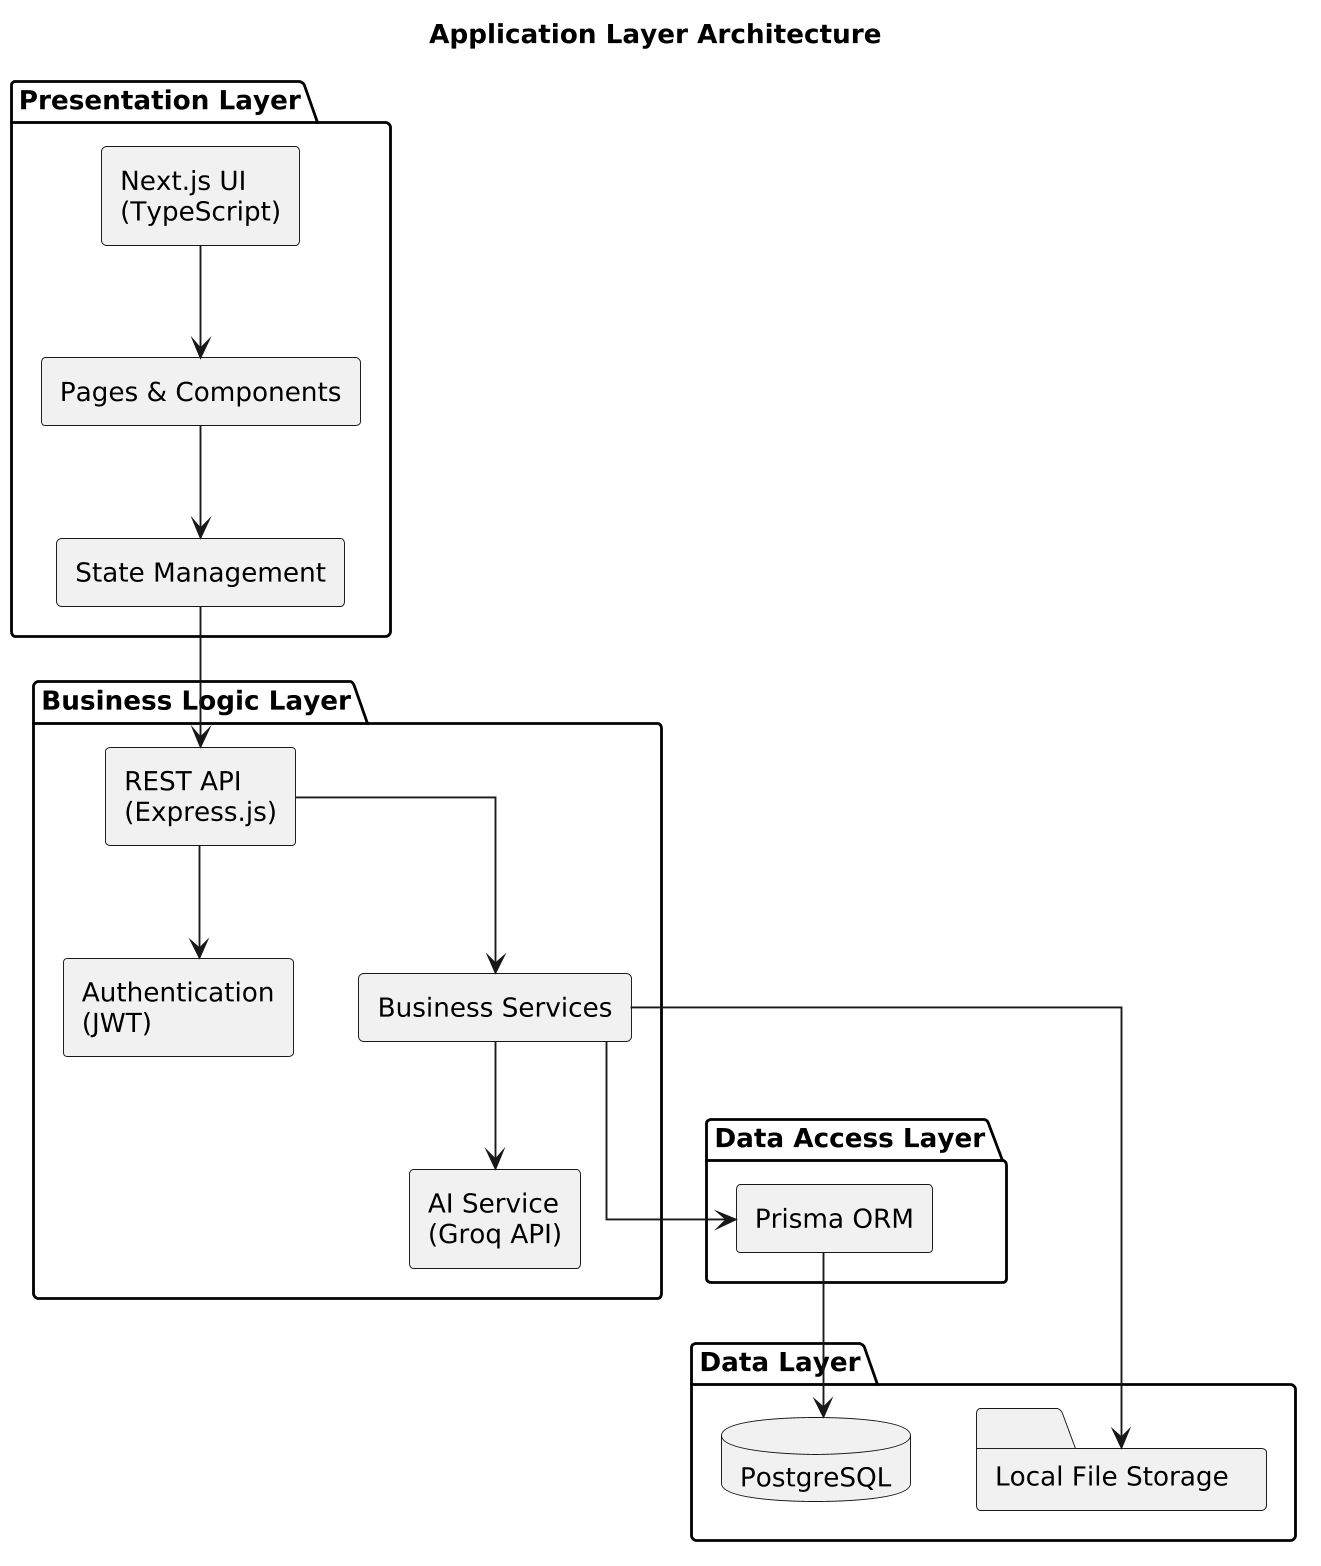 Application Layer Architecture
Presentation Layer
Next.js UI
(TypeScript)
Pages & Components
State Management
Business Logic Layer
REST API
(Express.js)
Authentication
(JWT)
Business Services
AI Service
(Groq API)
Data Access Layer
Prisma ORM
Data Layer
PostgreSQL
Local File Storage